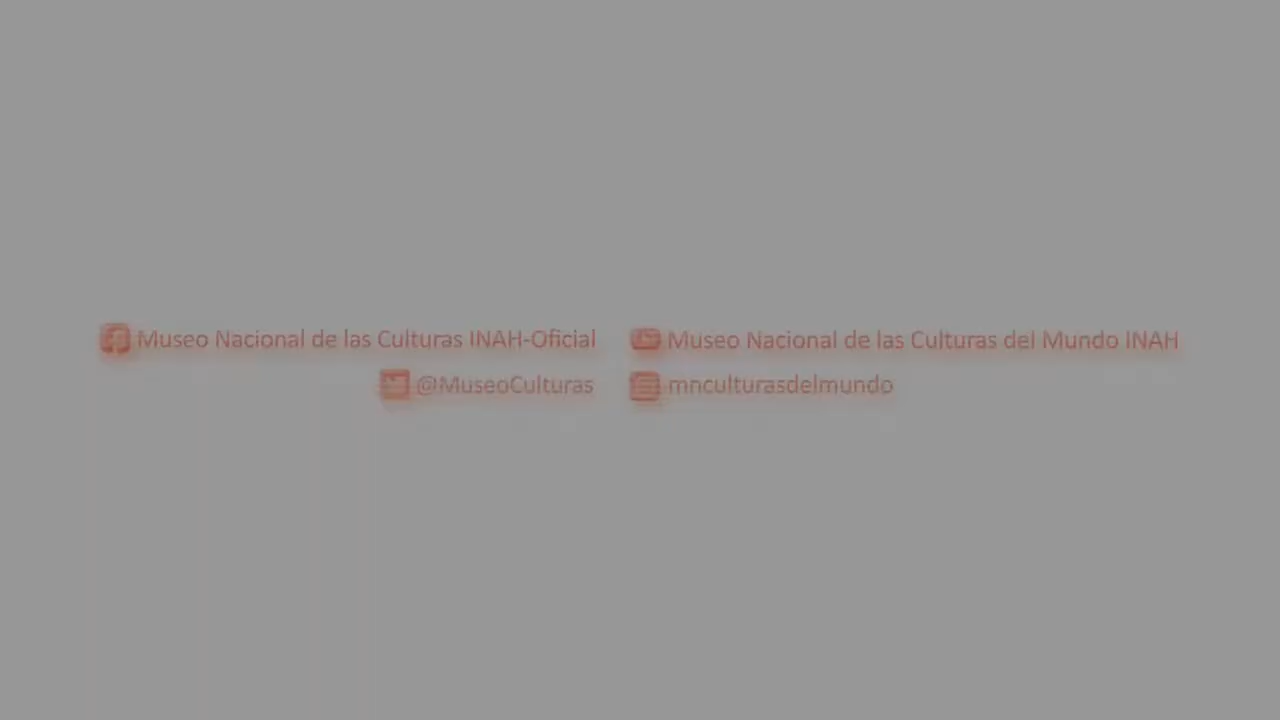 Museo Nacional de las Culturas INAH-Oficial
Museo Nacional de las Culturas del Mundo INAH
@MuseoCulturas
mnculturasdelmundo